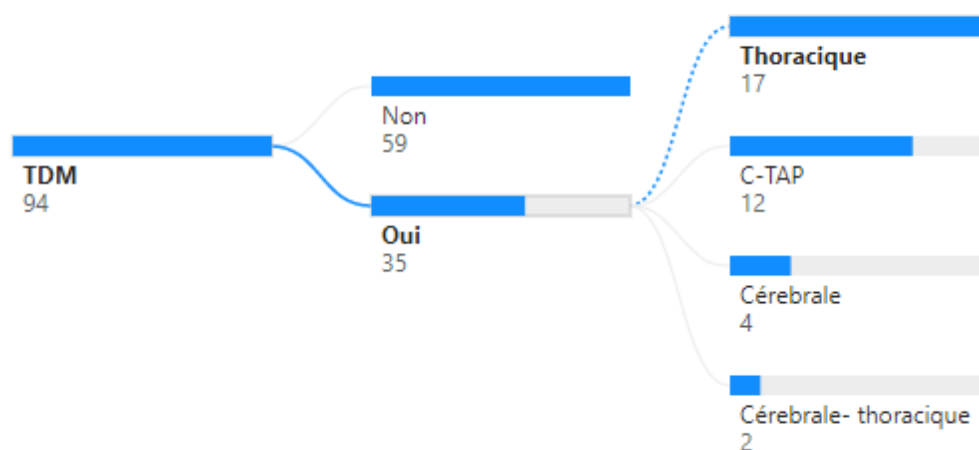 TDM
94
Non
59
Oui
35
Thoracique
17
C-TAP
12
Cérebrale
4
Cérebrale- thoracique
2